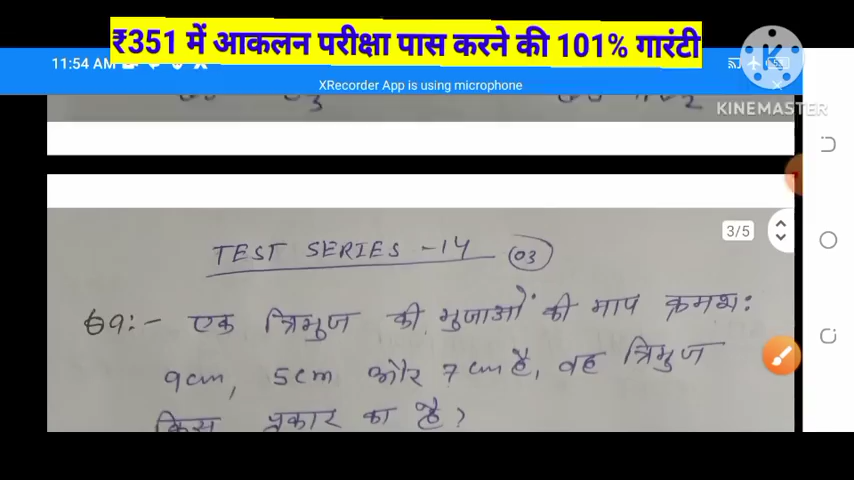 ₹351 में आकलन परीक्षा पास करने की 101% गारंटी
11:54 AM
XRecorder App is using microphone
KINEMASTER
3/5
TEST SERIES -14 03
69:- एक त्रिभुज की भुजाओं की माप क्रमशः
9cm, 5cm और 7cm है, वह त्रिभुज
किस प्रकार का है?